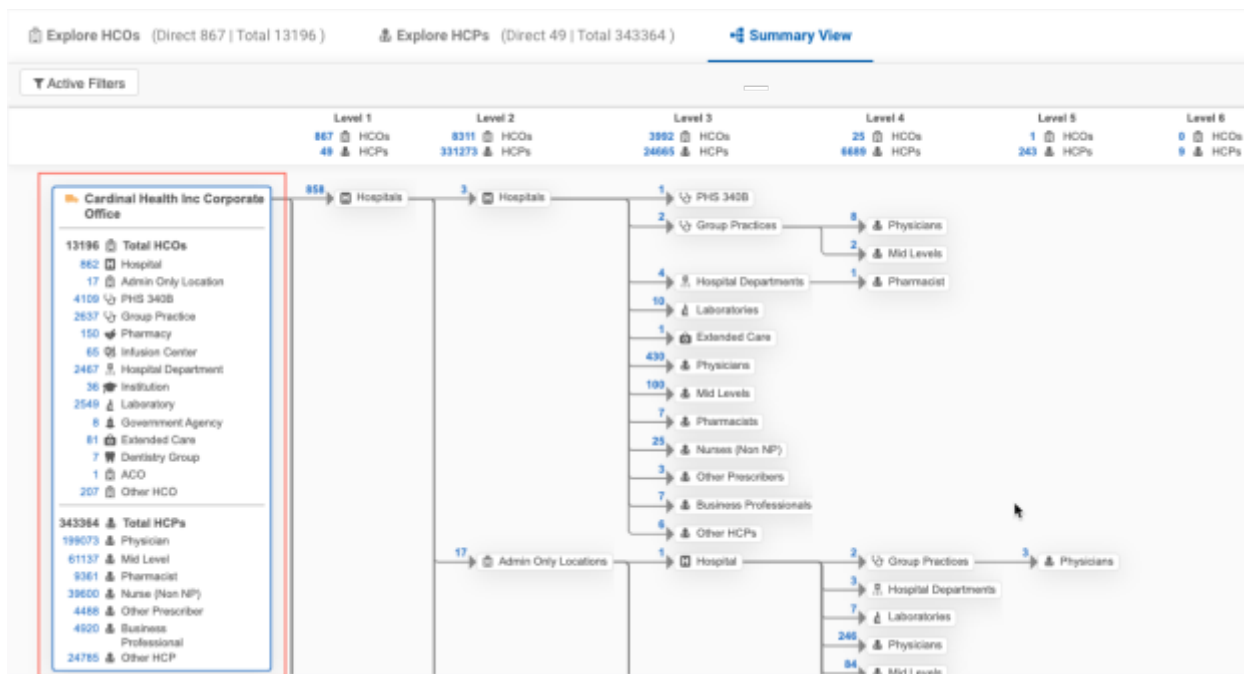 Explore HCOs (Direct 867 | Total 13196 ) Explore HCPs (Direct 49 | Total 343364 ) Summary View
Active Filters
Level 1 Level 2 Level 3 Level 4 Level 5 Level 6
867 HCOs 8311 HCOs 3992 HCOs 25 HCOs 1 HCOs 0 HCOs
49 HCPs 331273 HCPs 24665 HCPs 6689 HCPs 243 HCPs 9 HCPs
Cardinal Health Inc Corporate
Office
13196 Total HCOs
862 Hospital
17 Admin Only Location
4109 PHS 340B
2637 Group Practice
150 Pharmacy
65 Infusion Center
2467 Hospital Department
36 Institution
2549 Laboratory
8 Government Agency
81 Extended Care
7 Dentistry Group
1 ACO
207 Other HCO
343364 Total HCPs
199073 Physician
61137 Mid Level
9361 Pharmacist
39600 Nurse (Non NP)
4488 Other Prescriber
4920 Business
Professional
24785 Other HCP
858 Hospitals
3 Hospitals
1 PHS 340B
2 Group Practices
8 Physicians
2 Mid Levels
4 Hospital Departments
1 Pharmacist
10 Laboratories
1 Extended Care
430 Physicians
100 Mid Levels
7 Pharmacists
25 Nurses (Non NP)
3 Other Prescribers
7 Business Professionals
6 Other HCPs
17 Admin Only Locations
1 Hospital
2 Group Practices
3 Physicians
3 Hospital Departments
7 Laboratories
246 Physicians
84 Mid Levels